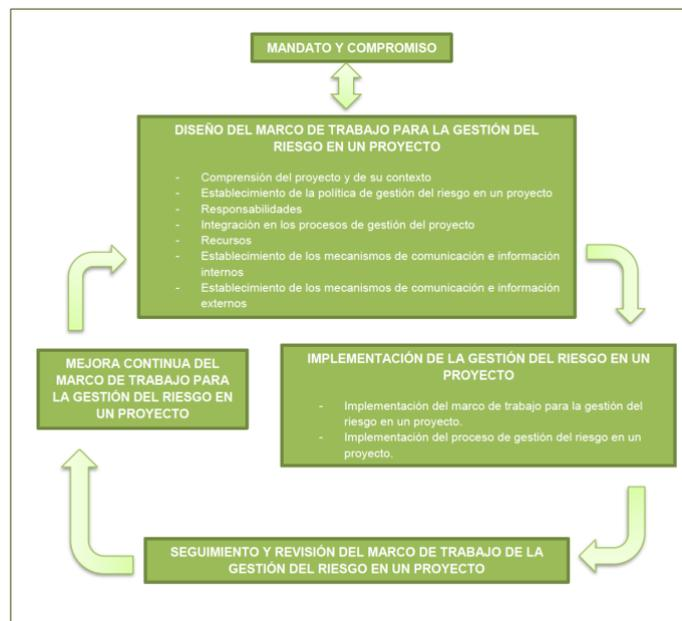 MANDATO Y COMPROMISO
DISEÑO DEL MARCO DE TRABAJO PARA LA GESTIÓN DEL
RIESGO EN UN PROYECTO
- Comprensión del proyecto y de su contexto
- Establecimiento de la política de gestión del riesgo en un proyecto
- Responsabilidades
- Integración en los procesos de gestión del proyecto
- Recursos
- Establecimiento de los mecanismos de comunicación e información
internos
- Establecimiento de los mecanismos de comunicación e información
externos
IMPLEMENTACIÓN DE LA GESTIÓN DEL RIESGO EN UN
PROYECTO
- Implementación del marco de trabajo para la gestión del
riesgo en un proyecto.
- Implementación del proceso de gestión del riesgo en un
proyecto.
SEGUIMIENTO Y REVISIÓN DEL MARCO DE TRABAJO DE LA
GESTIÓN DEL RIESGO EN UN PROYECTO
MEJORA CONTINUA DEL
MARCO DE TRABAJO PARA
LA GESTIÓN DEL RIESGO EN
UN PROYECTO